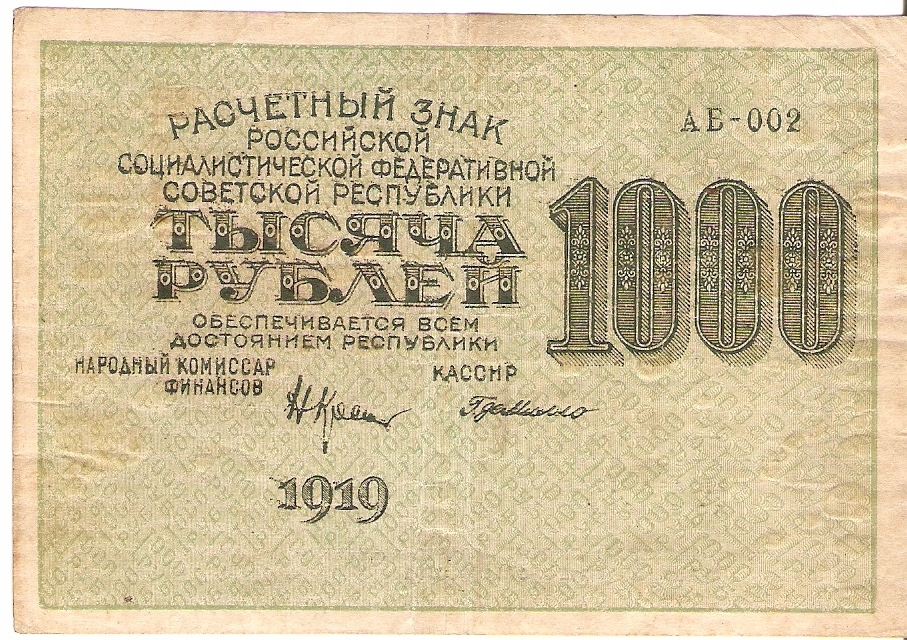 РАСЧЕТНЫЙ ЗНАК
РОССИЙСКОЙ
СОЦИАЛИСТИЧЕСКОЙ ФЕДЕРАТИВНОЙ
СОВЕТСКОЙ РЕСПУБЛИКИ
ТЫСЯЧА
РУБЛЕЙ
АБ-002
1000
ОБЕСПЕЧИВАЕТСЯ ВСЕМ
ДОСТОЯНИЕМ РЕСПУБЛИКИ
НАРОДНЫЙ КОМИССАР
ФИНАНСОВ
КАССИР
1919